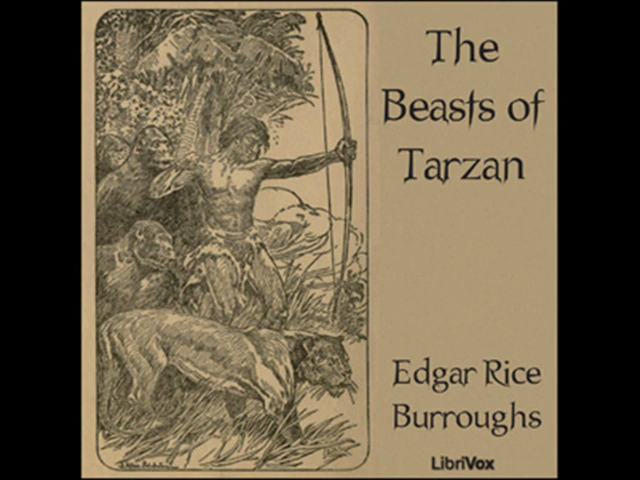 The
Beasts of
Tarzan
Edgar Rice
Burroughs
LibriVox